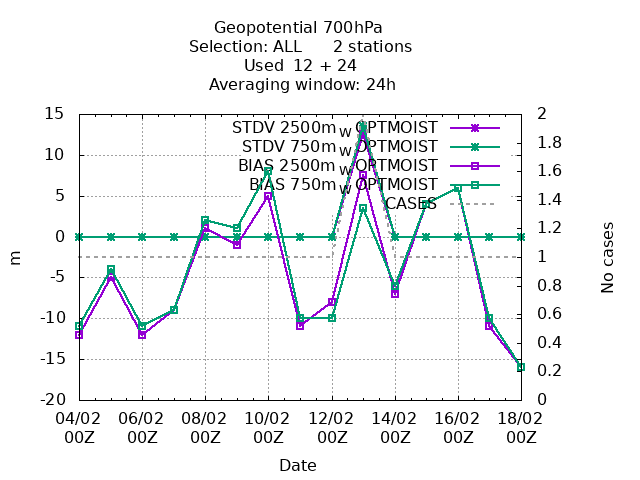 Geopotential 700hPa
Selection: ALL 2 stations
Used 12 + 24
Averaging window: 24h
STDV 2500m W OPTMOIST
STDV 750m W OPTMOIST
BIAS 2500m W OPTMOIST
BIAS 750m W OPTMOIST
CASES
15
10
5
0
-5
-10
-15
-20
m
2
1.8
1.6
1.4
1.2
1
0.8
0.6
0.4
0.2
0
No cases
04/02 06/02 08/02 10/02 12/02 14/02 16/02 18/02
00Z 00Z 00Z 00Z 00Z 00Z 00Z 00Z
Date